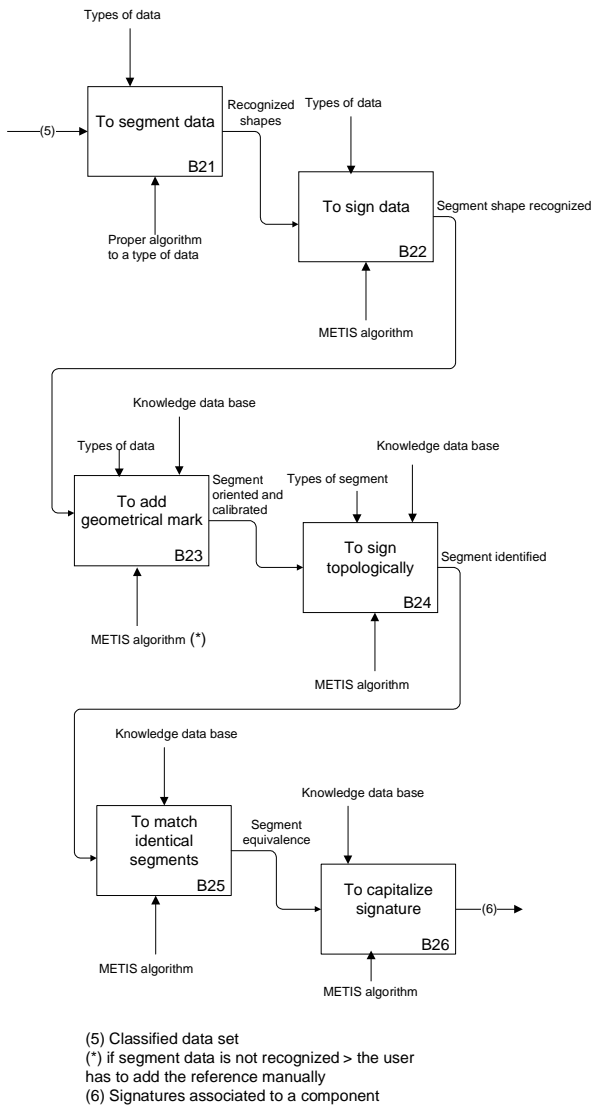 Types of data
To segment data
B21
(5)
Recognized
shapes
Proper algorithm
to a type of data
Types of data
To sign data
B22
Segment shape recognized
METIS algorithm
Knowledge data base
Types of data
To add
geometrical mark
B23
Segment
oriented and
calibrated
METIS algorithm (*)
Knowledge data base
Types of segment
To sign
topologically
B24
Segment identified
METIS algorithm
Knowledge data base
To match
identical
segments
B25
Segment
equivalence
METIS algorithm
Knowledge data base
To capitalize
signature
B26
(6)
METIS algorithm
(5) Classified data set
(*) if segment data is not recognized > the user
has to add the reference manually
(6) Signatures associated to a component